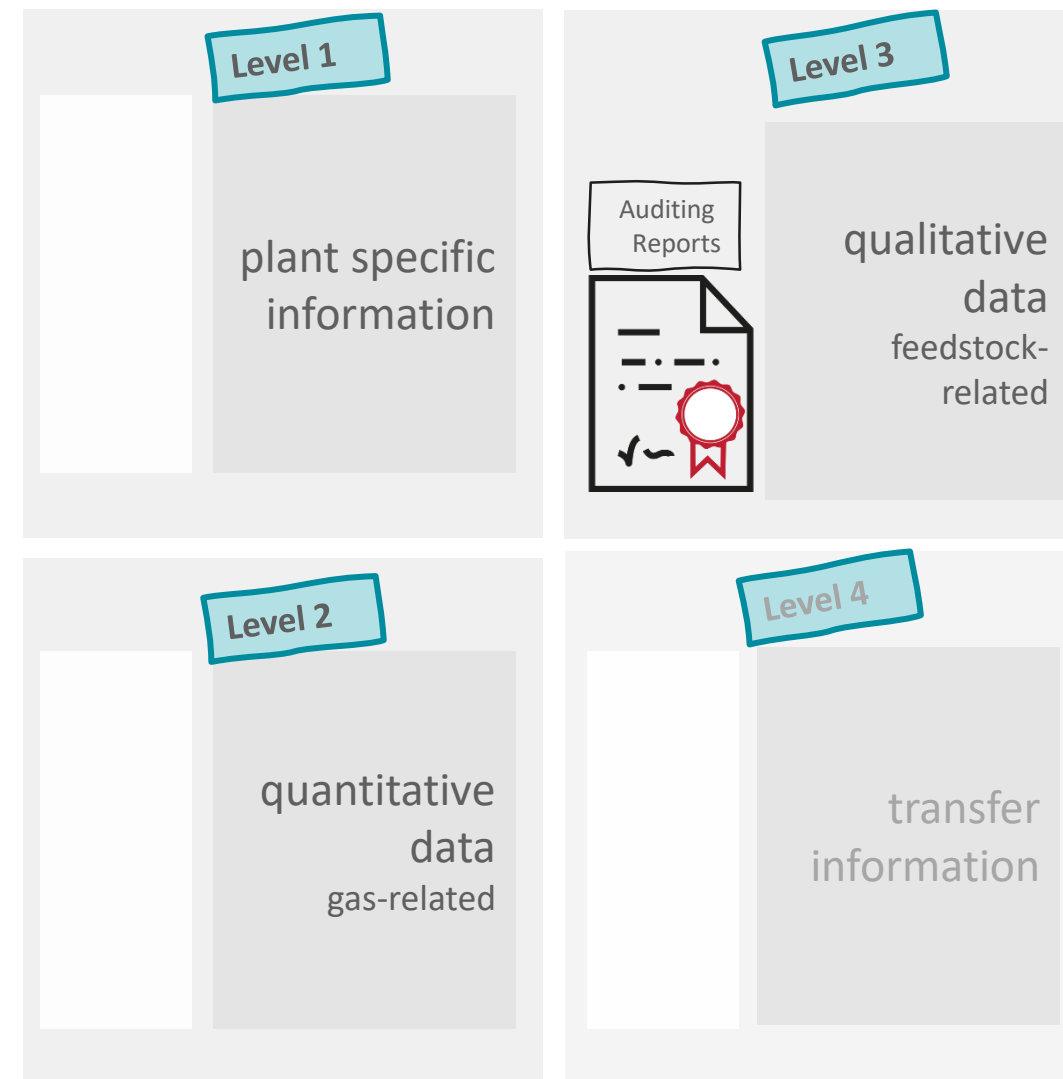 Level 1
plant specific
information
Level 2
quantitative
data
gas-related
Level 3
Auditing
Reports
qualitative
data
feedstock-
related
Level 4
transfer
information